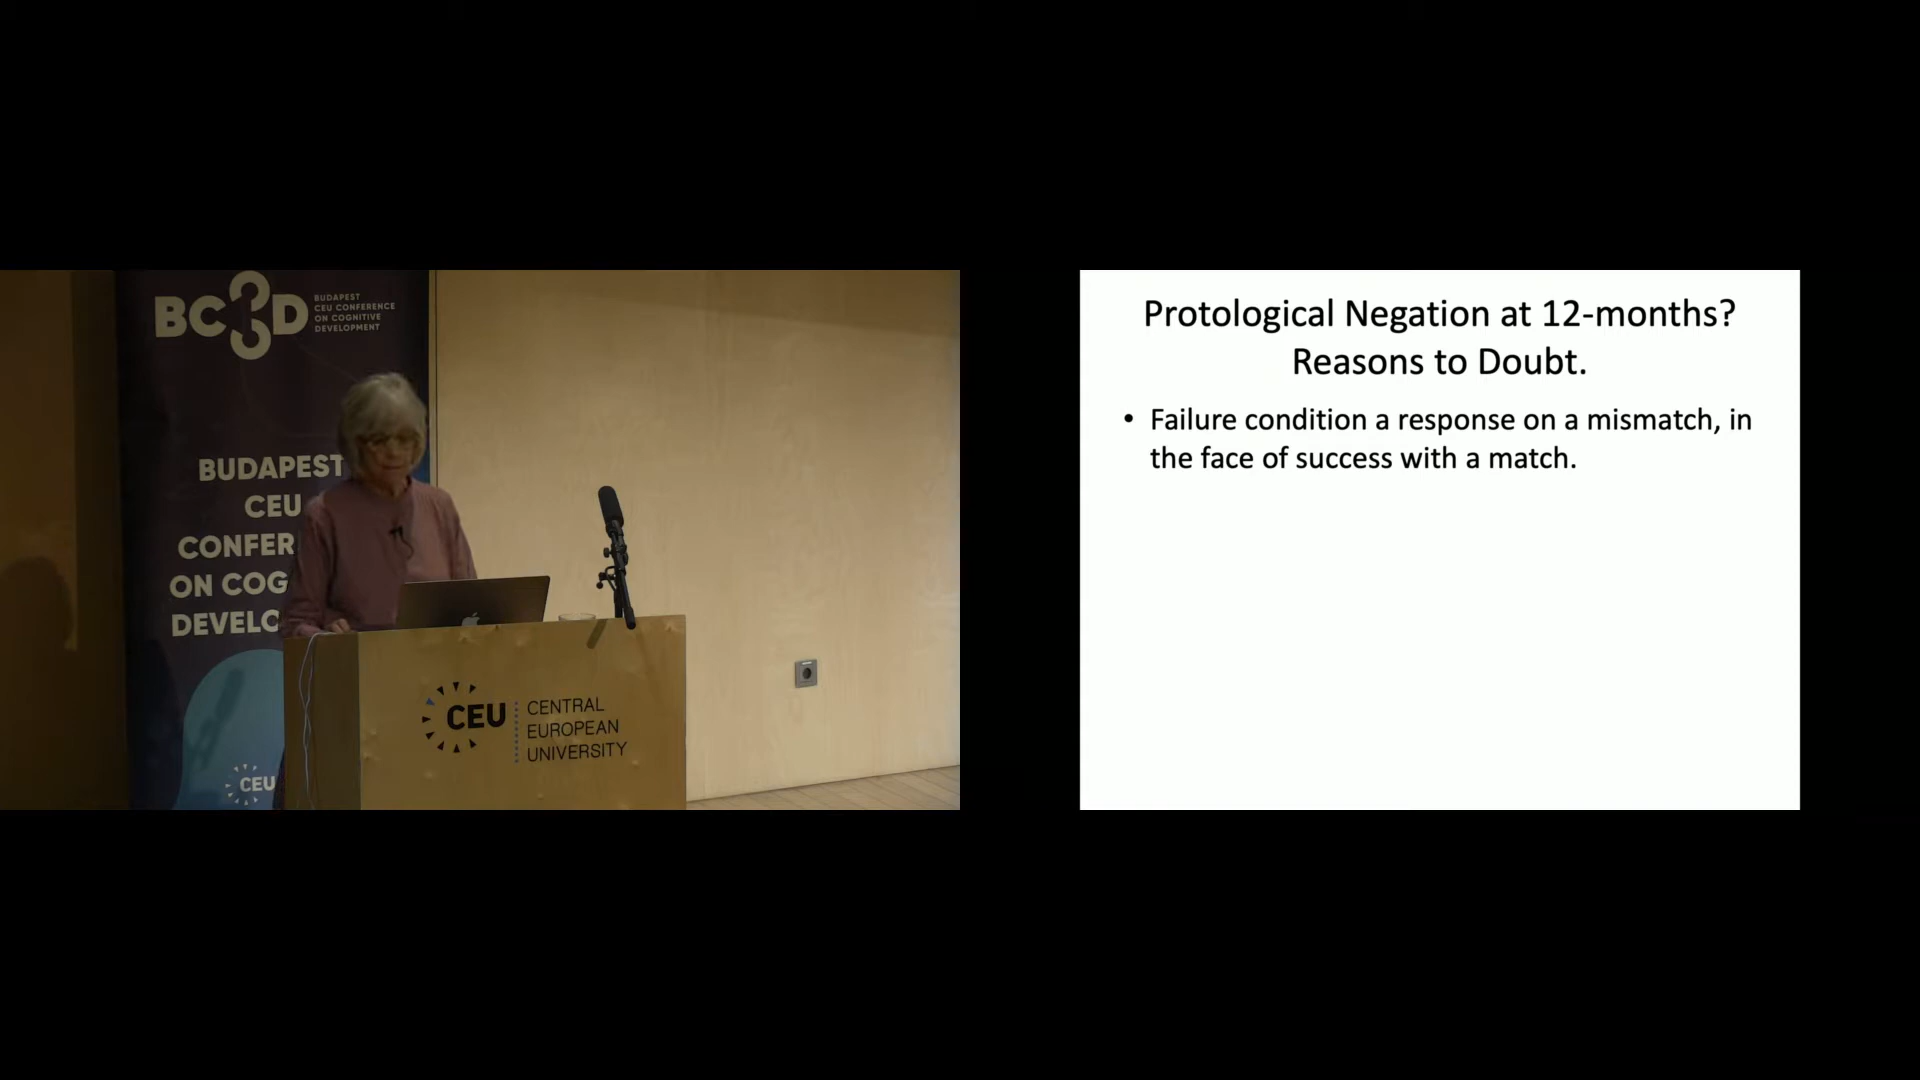 BC3D
BUDAPEST
CEU CONFERENCE
ON COGNITIVE
DEVELOPMENT
BUDAPEST
CEU
CONFER
ON COG
DEVELO
CEU
CEU
CENTRAL
EUROPEAN
UNIVERSITY
Protological Negation at 12-months?
Reasons to Doubt.
• Failure condition a response on a mismatch, in
the face of success with a match.